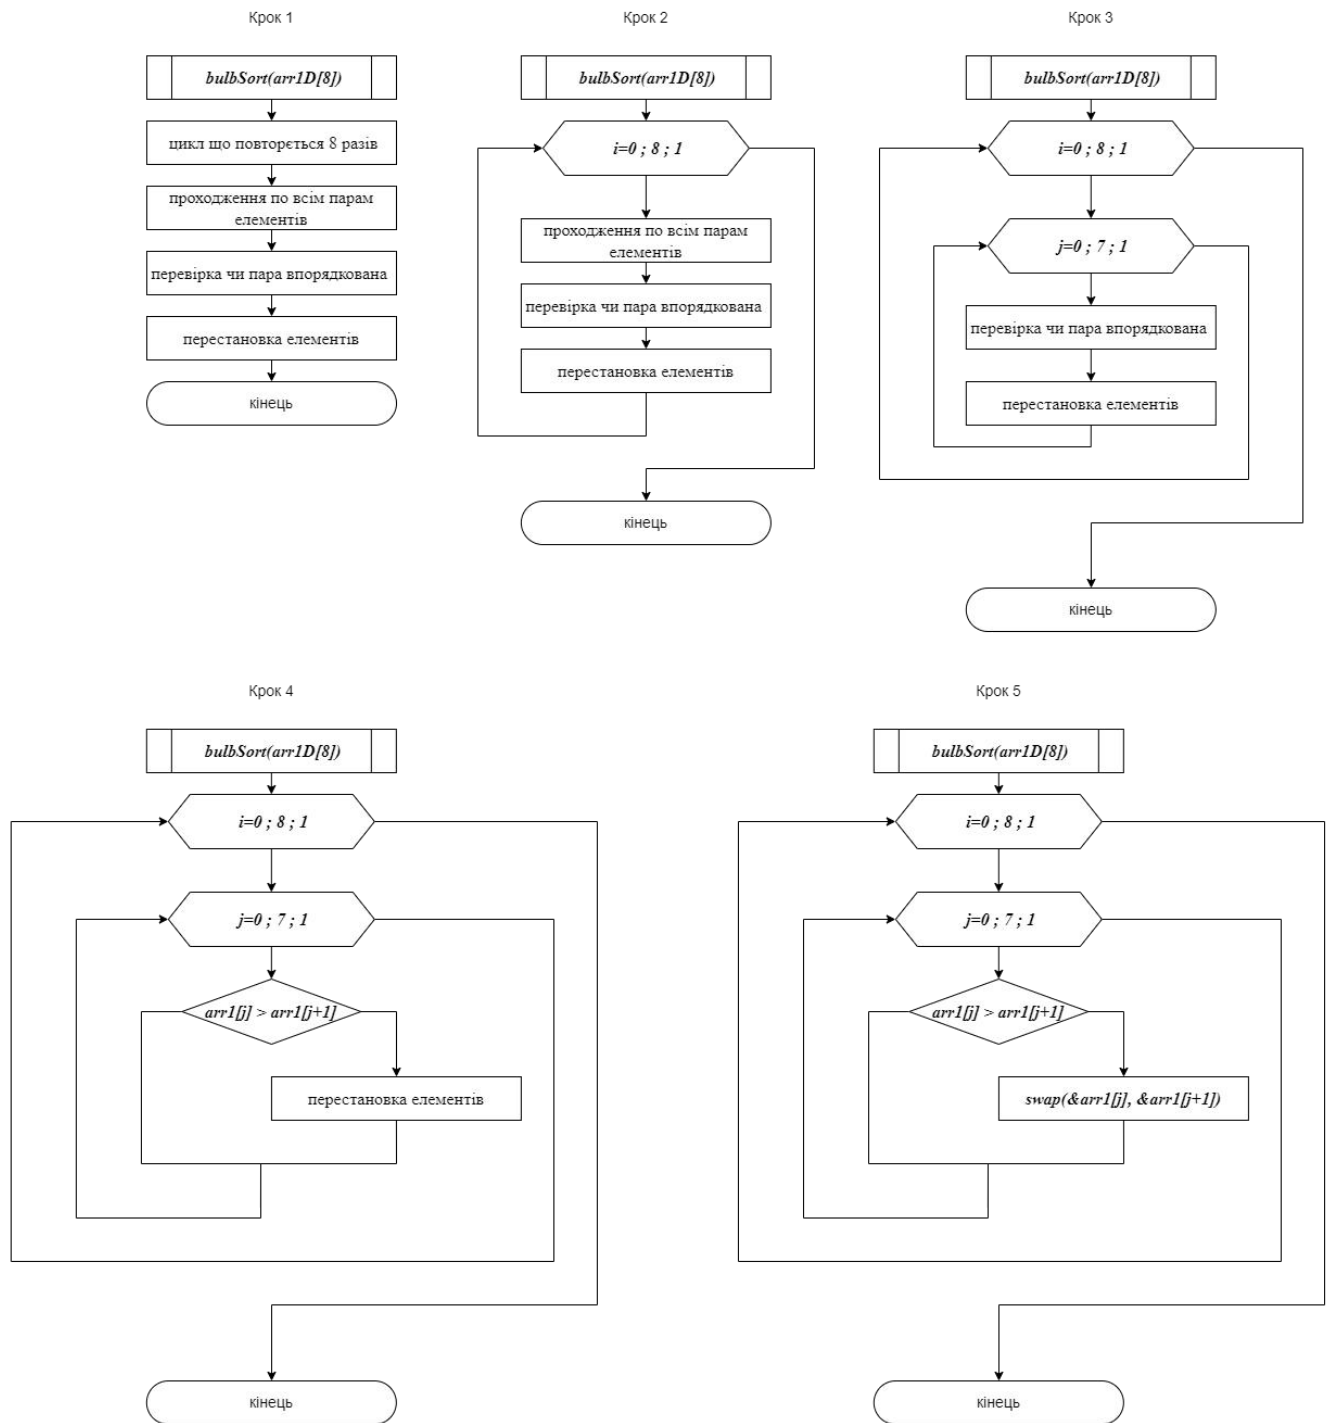 Крок 1
bulbSort(arr1D[8])
цикл що повторється 8 разів
проходження по всім парам
елементів
перевірка чи пара впорядкована
перестановка елементів
кінець
Крок 2
bulbSort(arr1D[8])
i=0 ; 8 ; 1
проходження по всім парам
елементів
перевірка чи пара впорядкована
перестановка елементів
кінець
Крок 3
bulbSort(arr1D[8])
i=0 ; 8 ; 1
j=0 ; 7 ; 1
перевірка чи пара впорядкована
перестановка елементів
кінець
Крок 4
bulbSort(arr1D[8])
i=0 ; 8 ; 1
j=0 ; 7 ; 1
arr1[j] > arr1[j+1]
перестановка елементів
кінець
Крок 5
bulbSort(arr1D[8])
i=0 ; 8 ; 1
j=0 ; 7 ; 1
arr1[j] > arr1[j+1]
swap(&arr1[j], &arr1[j+1])
кінець